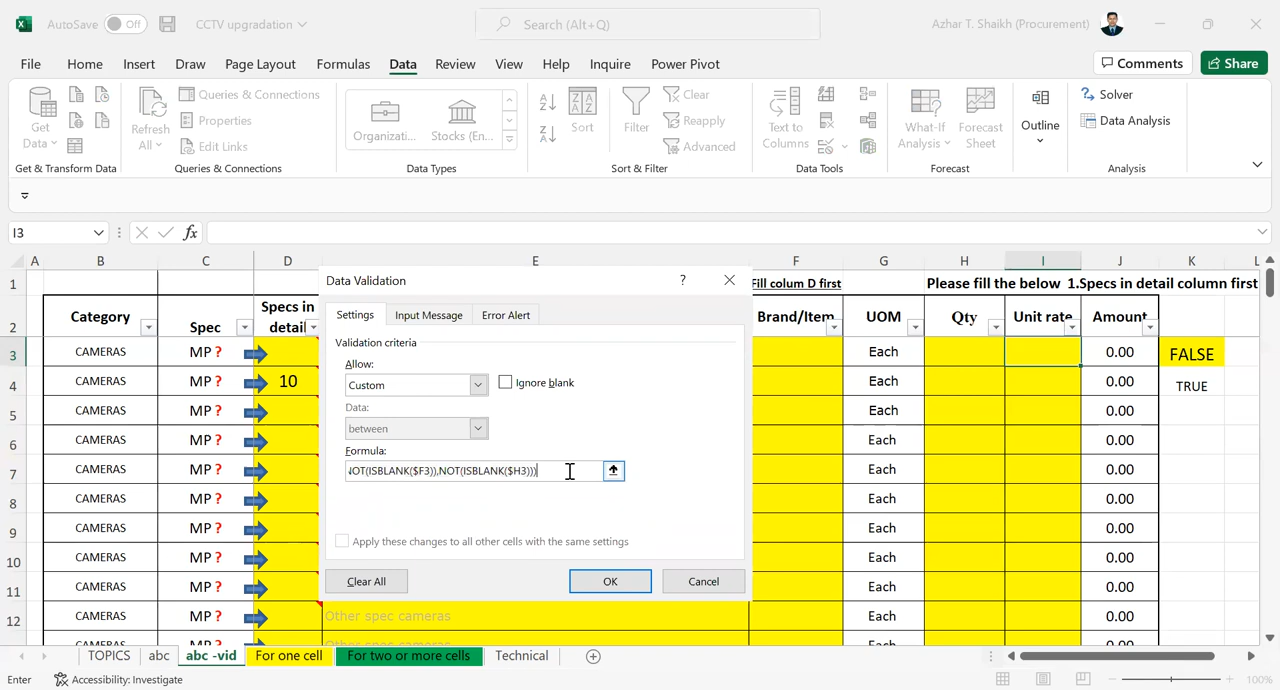 AutoSave Off CCTV upgradation Search (Alt+Q) Azhar T. Shaikh (Procurement)
File Home Insert Draw Page Layout Formulas Data Review View Help Inquire Power Pivot Comments Share
Get Data
Refresh All
Queries & Connections
Properties
Edit Links
Organizati...
Stocks (En...
Sort
Filter
Clear
Reapply
Advanced
Text to Columns
What-If Analysis
Forecast Sheet
Outline
Solver
Data Analysis
Get & Transform Data Queries & Connections Data Types Sort & Filter Data Tools Forecast Analysis
I3 fx
A B C D E F G H I J K L
1 Fill colum D first Please fill the below 1.Specs in detail column first
2 Category Spec Specs in detail Brand/Item UOM Qty Unit rate Amount
3 CAMERAS MP ? Each 0.00 FALSE
4 CAMERAS MP ? 10 Each 0.00 TRUE
5 CAMERAS MP ? Each 0.00
6 CAMERAS MP ? Each 0.00
7 CAMERAS MP ? Each 0.00
8 CAMERAS MP ? Each 0.00
9 CAMERAS MP ? Each 0.00
10 CAMERAS MP ? Each 0.00
11 CAMERAS MP ? Each 0.00
12 CAMERAS MP ? Other spec cameras Each 0.00
CAMERAS MP ? Other spec cameras Each 0.00
Data Validation ?
Settings Input Message Error Alert
Validation criteria
Allow:
Custom Ignore blank
Data:
between
Formula:
NOT(ISBLANK($F3)),NOT(ISBLANK($H3)))
Apply these changes to all other cells with the same settings
Clear All OK Cancel
TOPICS abc abc -vid For one cell For two or more cells Technical
Enter Accessibility: Investigate 100%